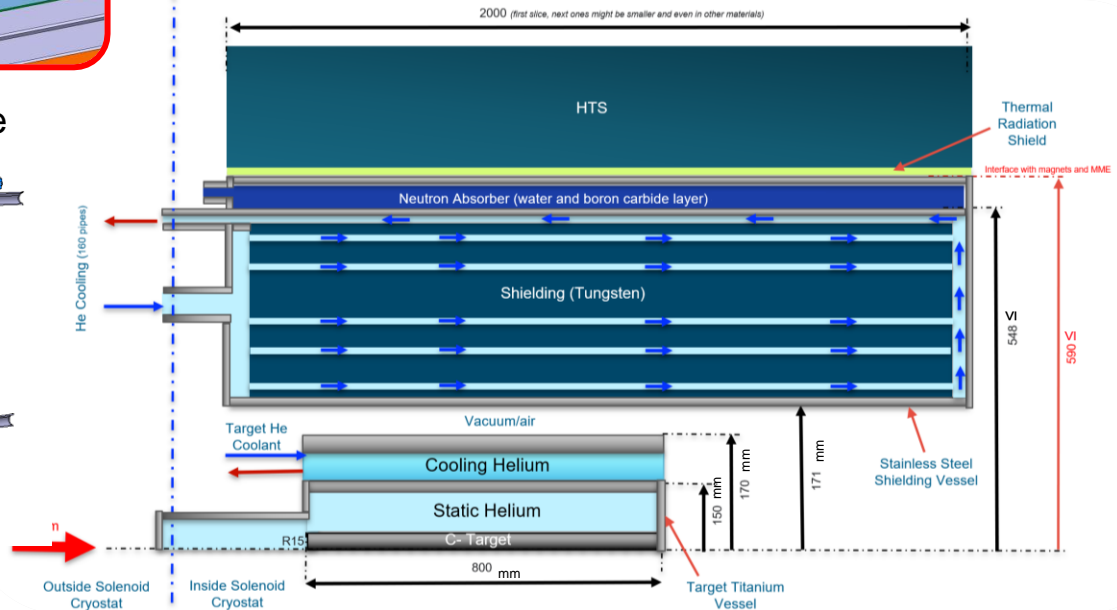 2000 (first slice, next ones might be smaller and even in other materials)
e
HTS
Thermal
Radiation
Shield
Interface with magnets and MME
Neutron Absorber (water and boron carbide layer)
He Cooling (160 pipes)
Shielding (Tungsten)
548 VI
590 VI
Vacuum/air
Target He
Coolant
Cooling Helium
Static Helium
150 mm
170 mm
171 mm
Stainless Steel
Shielding Vessel
R15
C- Target
800 mm
Target Titanium
Vessel
Outside Solenoid
Cryostat
Inside Solenoid
Cryostat